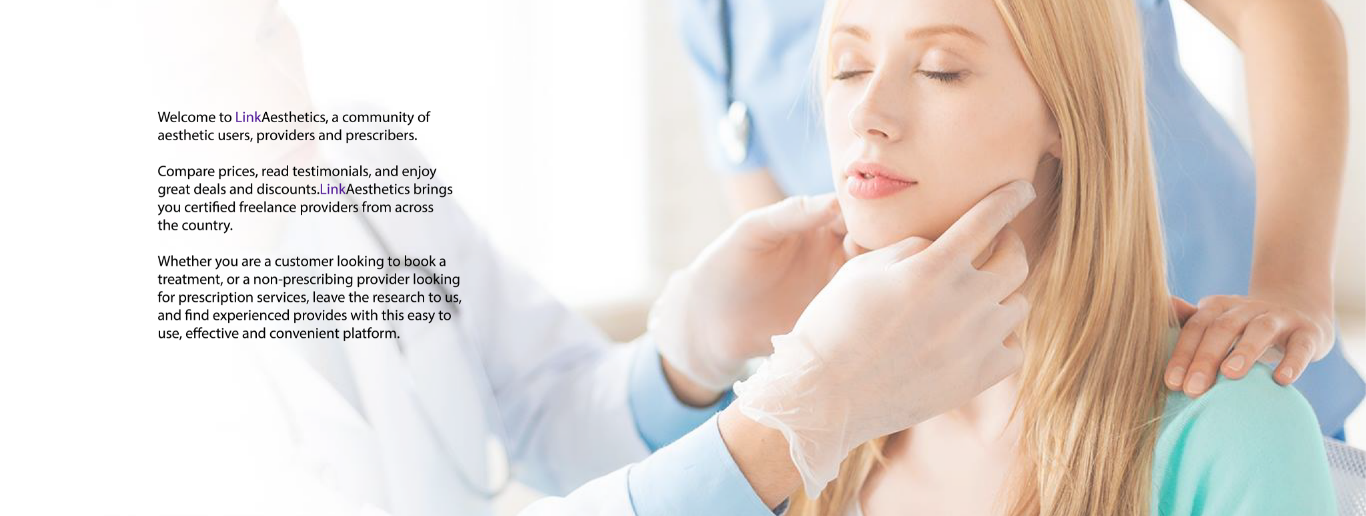 Welcome to LinkAesthetics, a community of
aesthetic users, providers and prescribers.
Compare prices, read testimonials, and enjoy
great deals and discounts.LinkAesthetics brings
you certified freelance providers from across
the country.
Whether you are a customer looking to book a
treatment, or a non-prescribing provider looking
for prescription services, leave the research to us,
and find experienced provides with this easy to
use, effective and convenient platform.